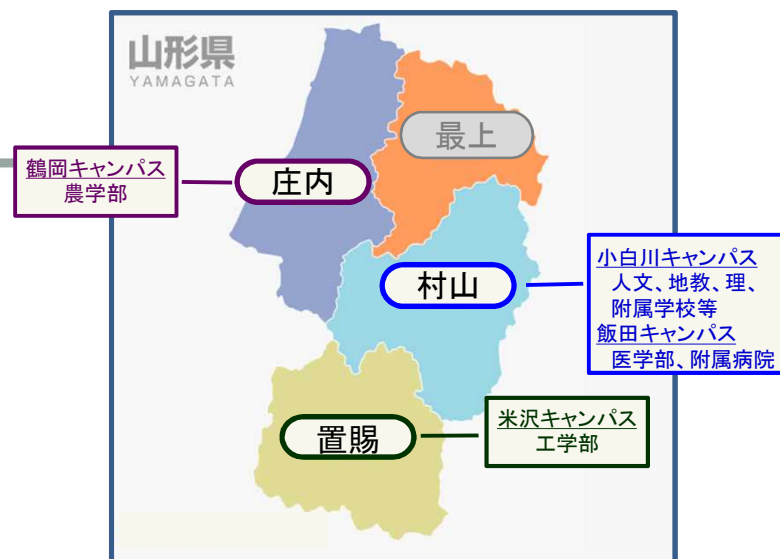 山形県
YAMAGATA
最上
鶴岡キャンパス
農学部
庄内
村山
小白川キャンパス
人文、地教、理、
附属学校等
飯田キャンパス
医学部、附属病院
置賜
米沢キャンパス
工学部